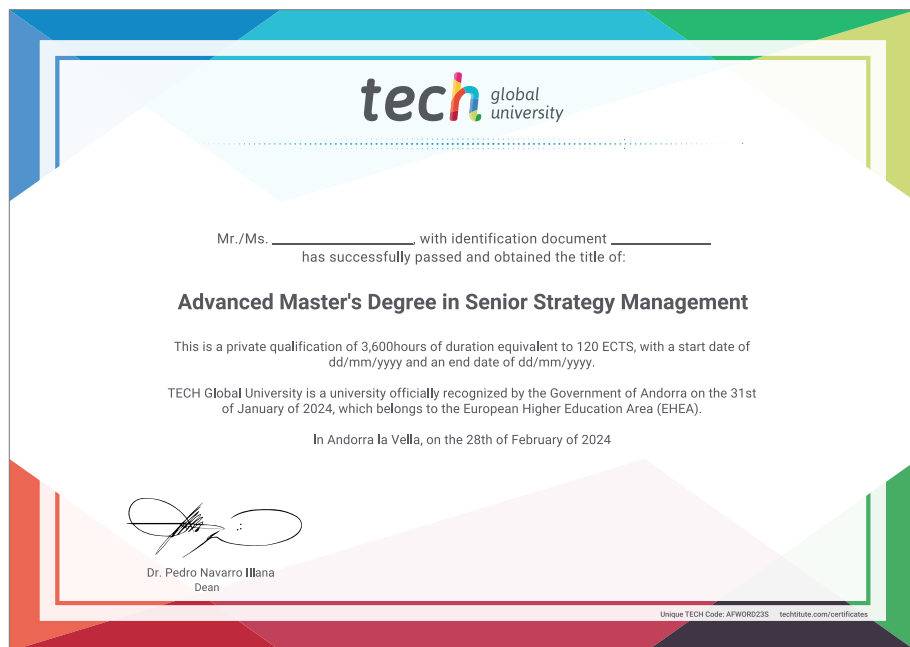 tech global
university
Mr./Ms. ____________, with identification document ____________
has successfully passed and obtained the title of:
Advanced Master's Degree in Senior Strategy Management
This is a private qualification of 3,600hours of duration equivalent to 120 ECTS, with a start date of
dd/mm/yyyy and an end date of dd/mm/yyyy.
TECH Global University is a university officially recognized by the Government of Andorra on the 31st
of January of 2024, which belongs to the European Higher Education Area (EHEA).
In Andorra la Vella, on the 28th of February of 2024
Dr. Pedro Navarro Illana
Dean
Unique TECH Code: AFWORD23S techtitute.com/certificates